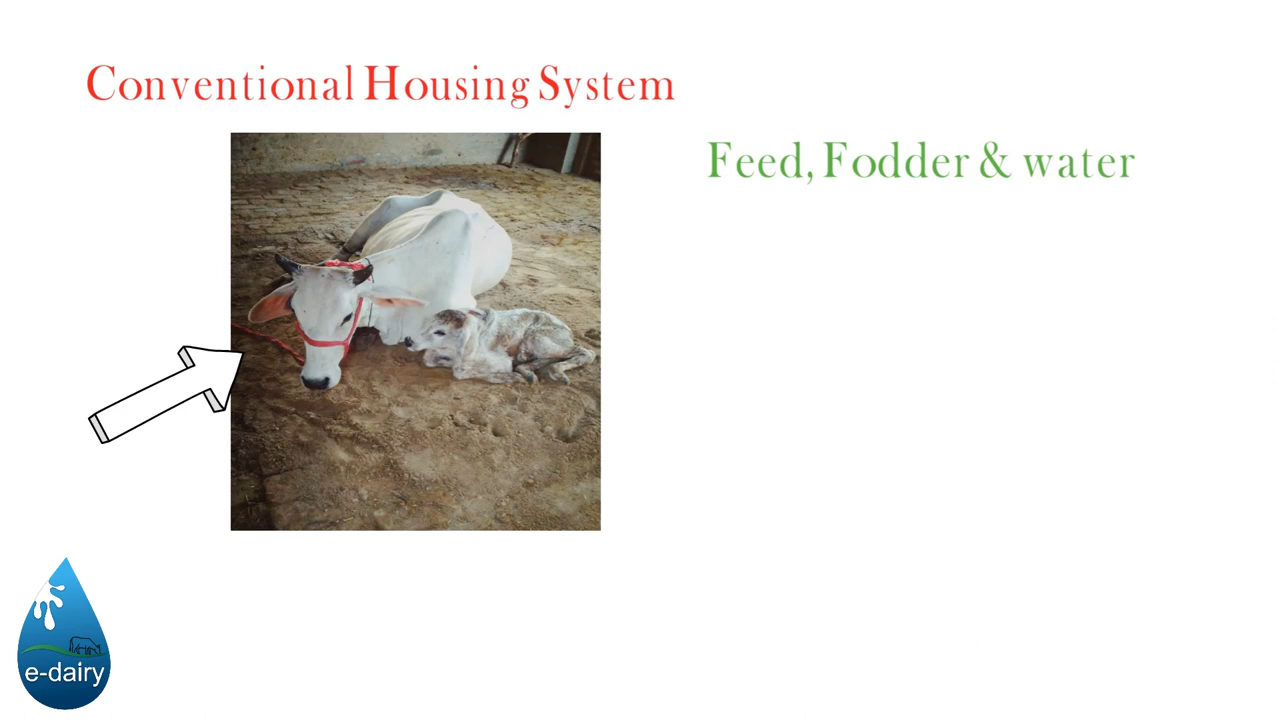 Conventional Housing System
Feed, Fodder & water
e-dairy